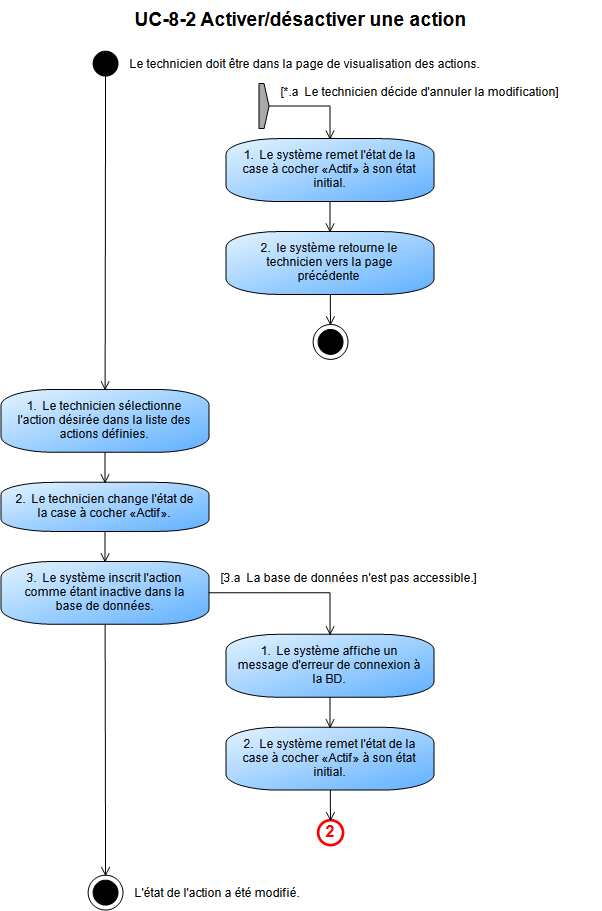 UC-8-2 Activer/désactiver une action
Le technicien doit être dans la page de visualisation des actions.
[*.a  Le technicien décide d'annuler la modification]
1.  Le système remet l'état de la
case à cocher «Actif» à son état
initial.
2.  le système retourne le
technicien vers la page
précédente
1.  Le technicien sélectionne
l'action désirée dans la liste des
actions définies.
2.  Le technicien change l'état de
la case à cocher «Actif».
3.  Le système inscrit l'action
comme étant inactive dans la
base de données.
[3.a  La base de données n'est pas accessible.]
1.  Le système affiche un
message d'erreur de connexion à
la BD.
2.  Le système remet l'état de la
case à cocher «Actif» à son état
initial.
2
L'état de l'action a été modifié.